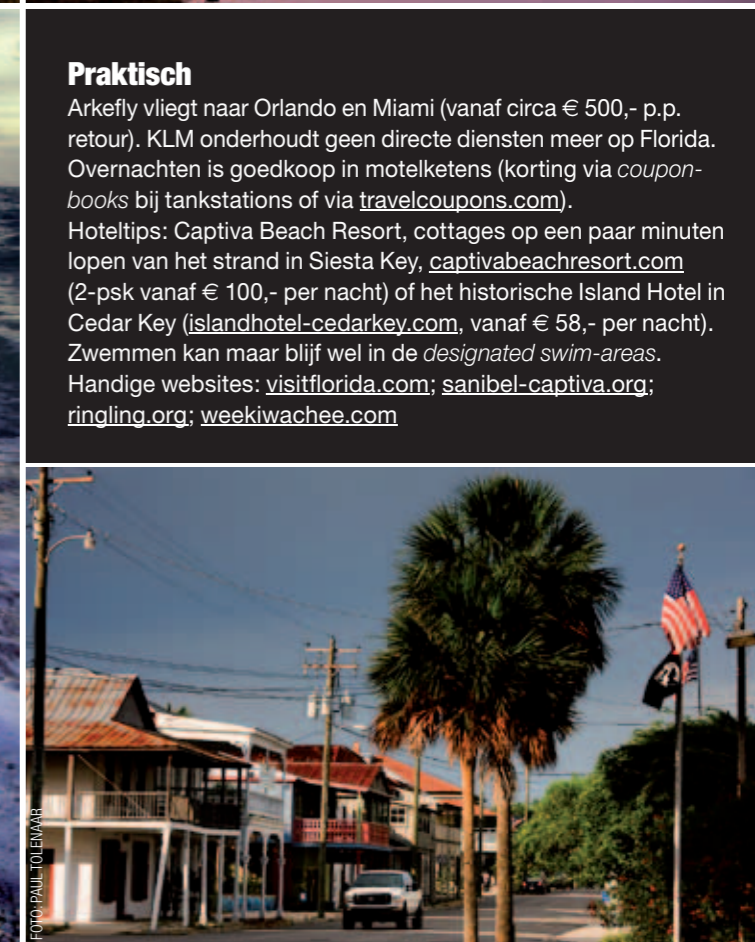 Praktisch
Arkefly vliegt naar Orlando en Miami (vanaf circa € 500,- p.p.
retour). KLM onderhoudt geen directe diensten meer op Florida.
Overnachten is goedkoop in motelketens (korting via coupon-
books bij tankstations of via travelcoupons.com).
Hoteltips: Captiva Beach Resort, cottages op een paar minuten
lopen van het strand in Siesta Key, captivabeachresort.com
(2-psk vanaf € 100,- per nacht) of het historische Island Hotel in
Cedar Key (islandhotel-cedarkey.com, vanaf € 58,- per nacht).
Zwemmen kan maar blijf wel in de designated swim-areas.
Handige websites: visitflorida.com; sanibel-captiva.org;
ringling.org; weekiwachee.com
FOTO: PAUL TOLENAAR